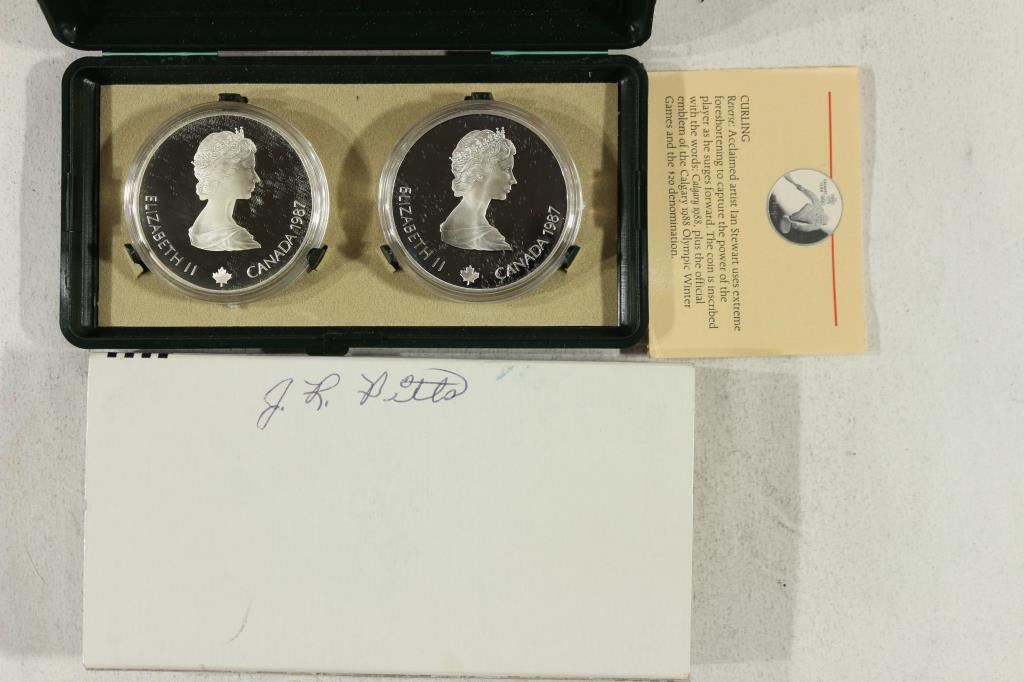 ELIZABETH II CANADA 1987
ELIZABETH II CANADA 1987
CURLING
Reverse: Acclaimed artist Ian Stewart uses extreme
foreshortening to capture the power of the
player as he surges forward. The coin is inscribed
with the words: Calgary 1988, plus the official
emblem of the Calgary 1988 Olympic Winter
Games and the $20 denomination.
J. R. Pitts